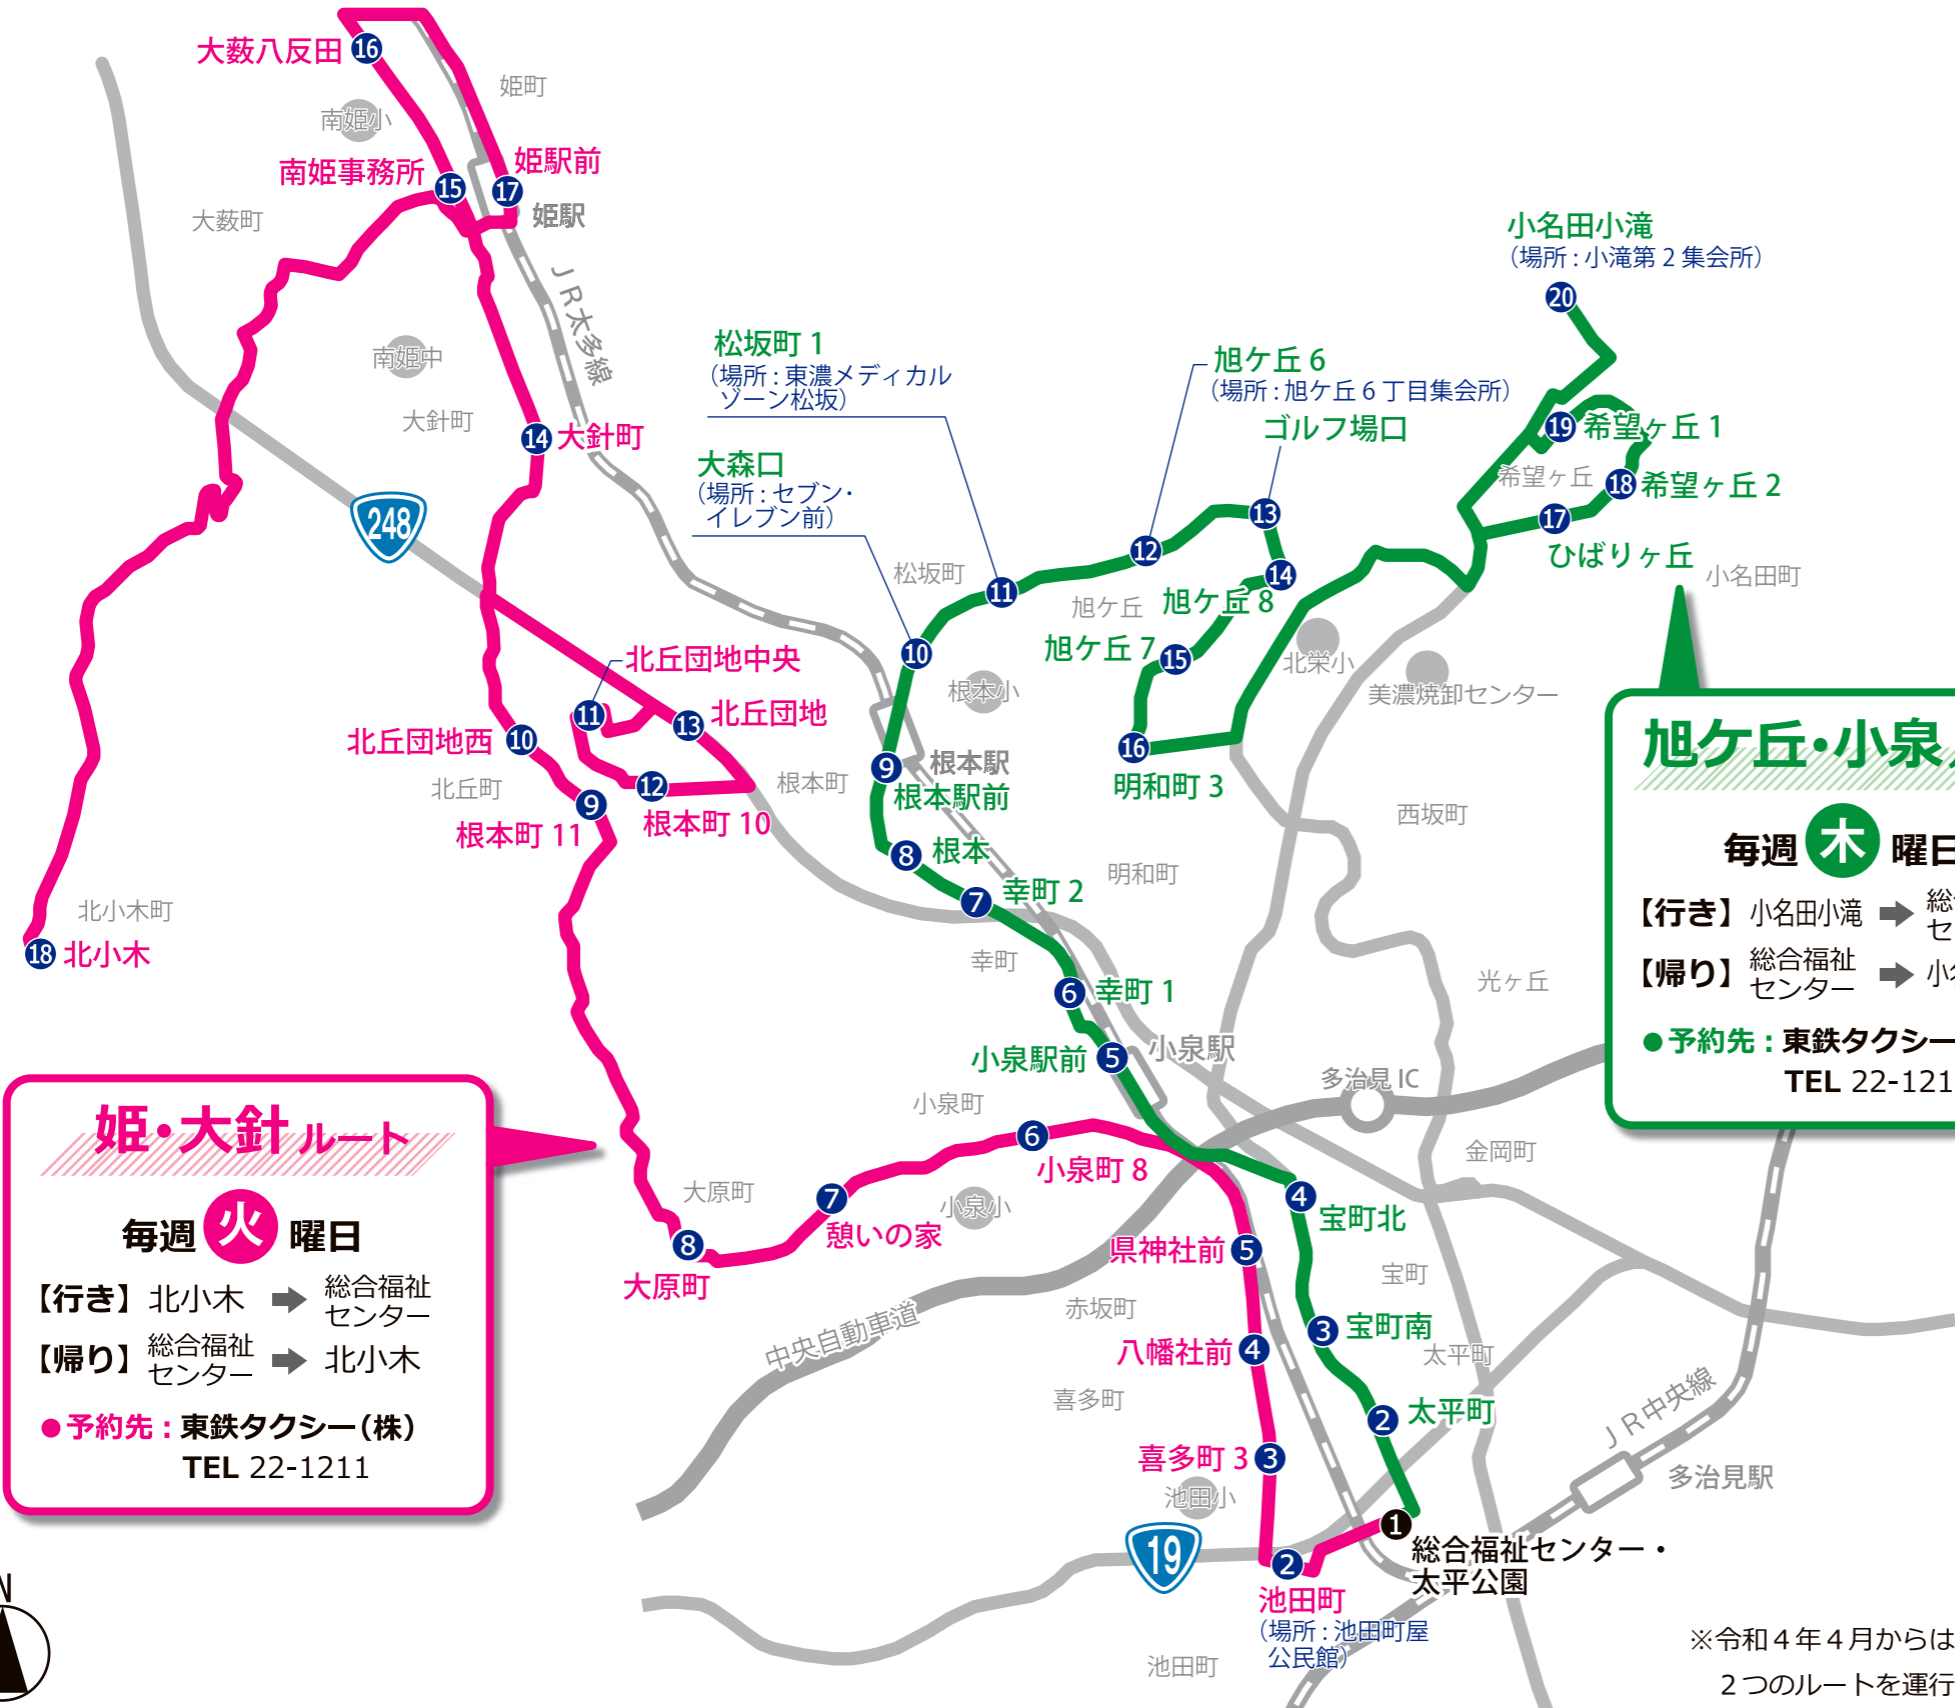 大薮八反田
16
姫町
南姫小
南姫事務所
15
姫駅前
17
姫駅
大薮町
JR太多線
南姫中
大針町
14
大針町
248
小名田小滝
（場所：小滝第２集会所）
20
松坂町 1
（場所：東濃メディカル
ゾーン松坂）
旭ケ丘 6
（場所：旭ケ丘６丁目集会所）
ゴルフ場口
大森口
（場所：セブン・
イレブン前）
19
希望ヶ丘 1
希望ヶ丘
18
希望ヶ丘 2
17
ひばりヶ丘
小名田町
13
12
14
松坂町
11
旭ケ丘
旭ケ丘 8
10
旭ケ丘 7
15
根本小
北栄小
美濃焼卸センター
16
明和町 3
北丘団地中央
11
13
北丘団地
北丘団地西
10
北丘町
12
根本町 10
根本町
9
根本町 11
9
根本駅
根本駅前
8
根本
7
幸町 2
明和町
西坂町
幸町
6
幸町 1
光ヶ丘
北小木町
18
北小木
小泉駅前
5
小泉駅
多治見 IC
小泉町
6
小泉町 8
金岡町
大原町
7
憩いの家
小泉小
8
大原町
4
宝町北
県神社前
5
宝町
中央自動車道
赤坂町
八幡社前
4
3
宝町南
太平町
喜多町
2
太平町
喜多町 3
3
池田小
JR中央線
多治見駅
19
1
総合福祉センター・
太平公園
2
池田町
（場所：池田町屋
公民館）
池田町
旭ケ丘・小泉
毎週 木 曜日
【行き】 小名田小滝 ➡
【帰り】 総合福祉
センター ➡
●予約先：東鉄タクシー
TEL 22-121
姫・大針ルート
毎週 火 曜日
【行き】 北小木 ➡ 総合福祉
センター
【帰り】 総合福祉
センター ➡ 北小木
●予約先：東鉄タクシー（株）
TEL 22-1211
N
※令和４年４月からは
２つのルートを運行